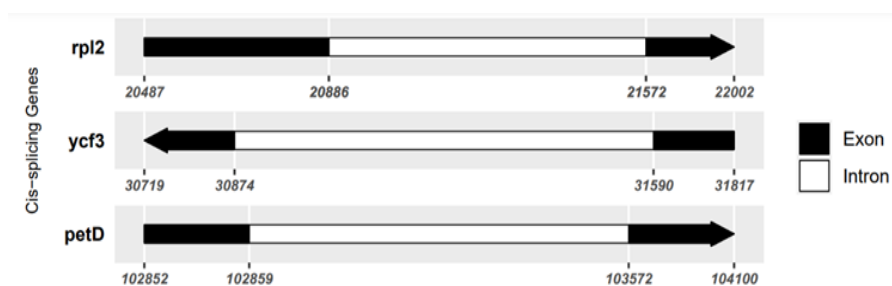 Cis-splicing Genes
rpl2
20487 20886 21572 22002
ycf3
30719 30874 31590 31817
petD
102852 102859 103572 104100
Exon
Intron